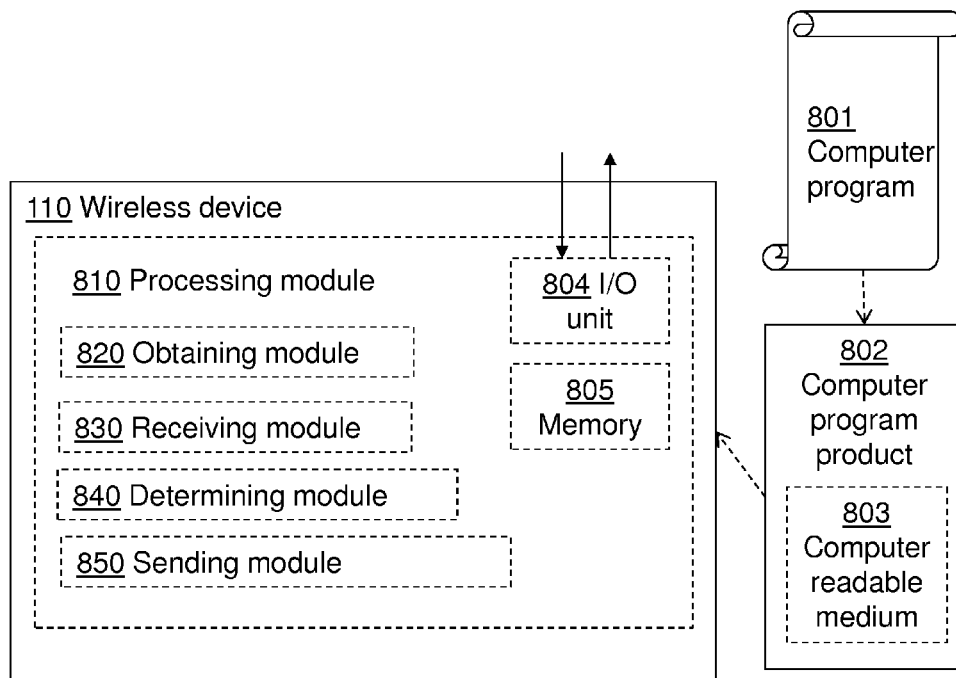 110 Wireless device
810 Processing module
820 Obtaining module
830 Receiving module
840 Determining module
850 Sending module
804 I/O
unit
805
Memory
801
Computer
program
802
Computer
program
product
803
Computer
readable
medium